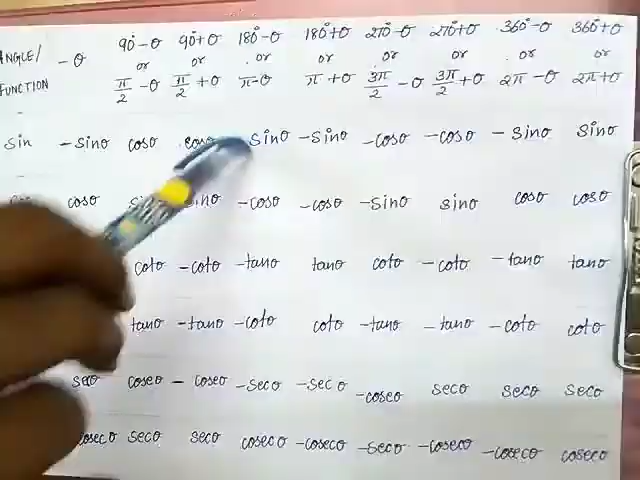 ANGLE/ FUNCTION -θ 90°-θ or π/2 -θ 90°+θ or π/2 +θ 180°-θ or π-θ 180°+θ or π+θ 270°-θ or 3π/2 -θ 270°+θ or 3π/2 +θ 360°-θ or 2π-θ 360°+θ or 2π+θ
sin -sinθ cosθ cosθ sinθ -sinθ -cosθ -cosθ -sinθ sinθ
cosθ -cosθ -cosθ -sinθ sinθ cosθ cosθ
cotθ -cotθ -tanθ tanθ cotθ -cotθ -tanθ tanθ
tanθ -tanθ -cotθ cotθ -tanθ -tanθ -cotθ cotθ
secθ cosecθ - cosecθ -secθ -secθ -cosecθ secθ secθ secθ
cosecθ secθ secθ cosecθ -cosecθ -secθ -cosecθ -cosecθ cosecθ